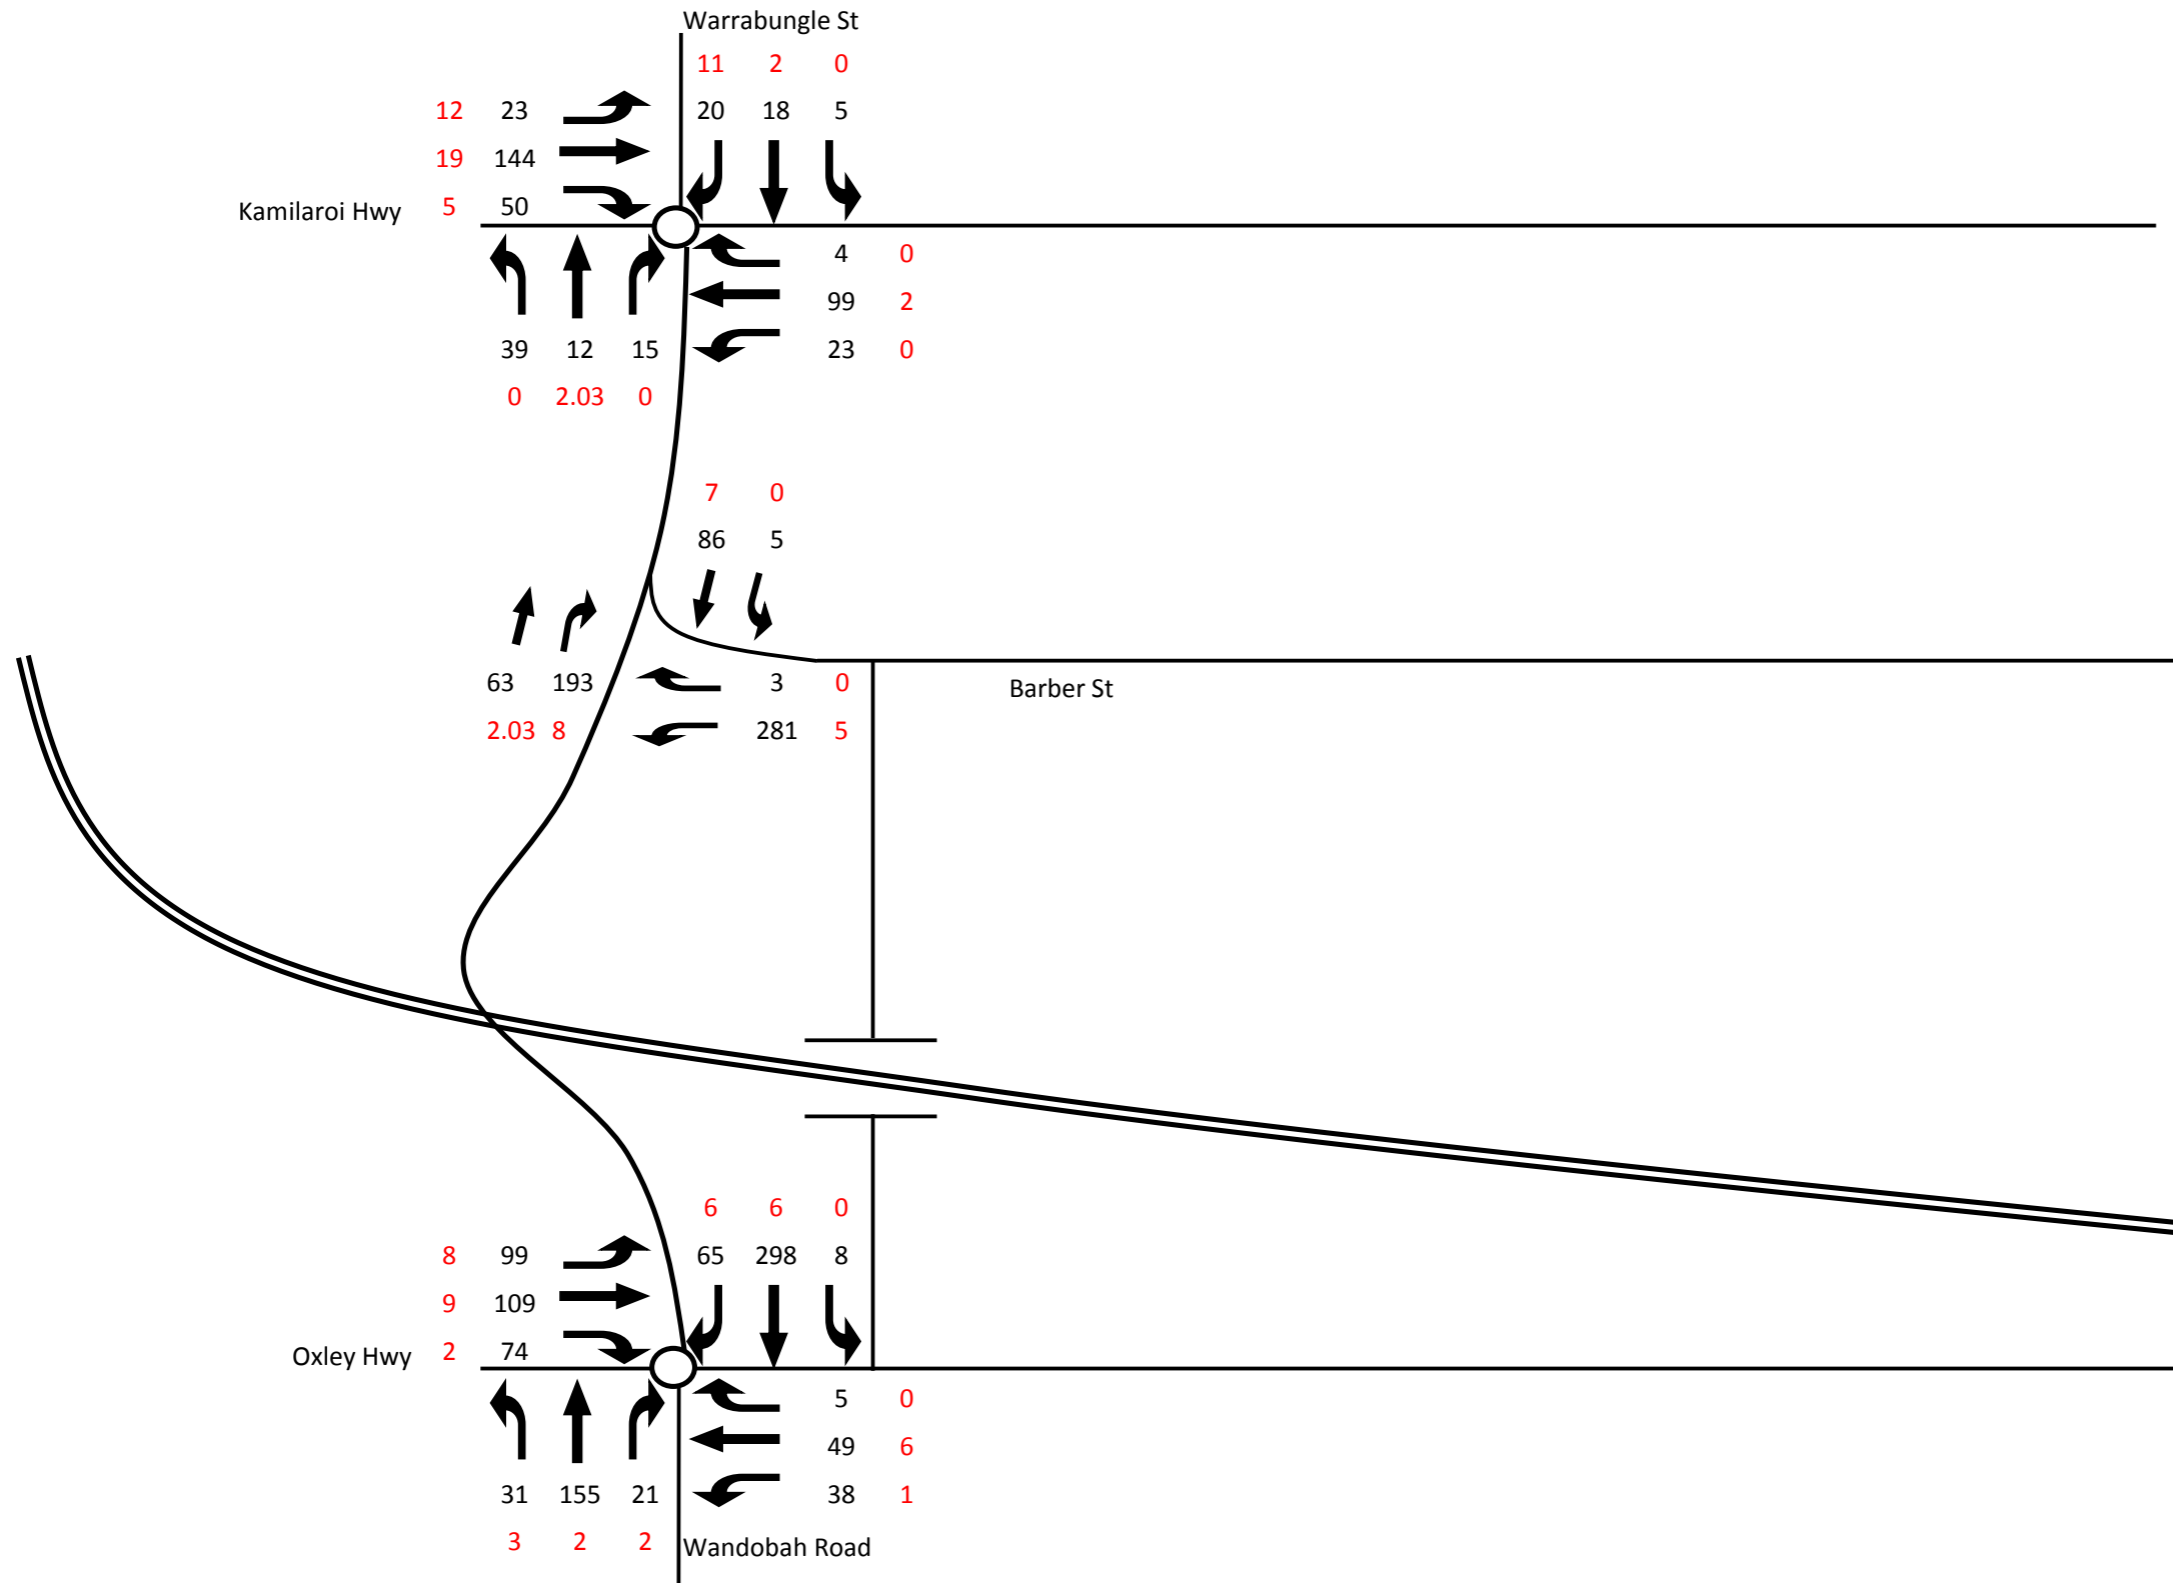 Warrabungle St
11 2 0
12 23 20 18 5
19 144
Kamilaroi Hwy 5 50
4 0
99 2
39 12 15 23 0
0 2.03 0
7 0
86 5
63 193 3 0
Barber St
2.03 8 281 5
6 6 0
8 99 65 298 8
9 109
Oxley Hwy 2 74
5 0
49 6
31 155 21 38 1
3 2 2 Wandobah Road